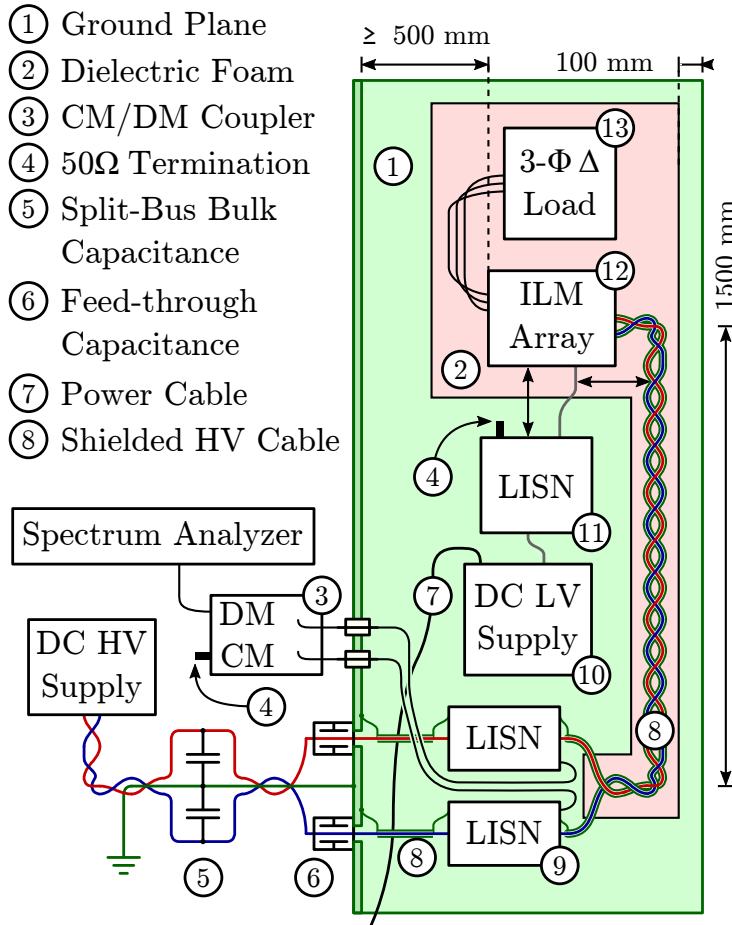 ① Ground Plane
② Dielectric Foam
③ CM/DM Coupler
④ 50Ω Termination
⑤ Split-Bus Bulk
Capacitance
⑥ Feed-through
Capacitance
⑦ Power Cable
⑧ Shielded HV Cable
≥ 500 mm
100 mm
1500 mm
①
⑬
3-Φ Δ
Load
⑫
ILM
Array
②
④
LISN
⑪
Spectrum Analyzer
③
DM
CM
④
DC HV
Supply
⑦
DC LV
Supply
⑩
LISN
⑧
LISN
⑨
⑧
⑤
⑥